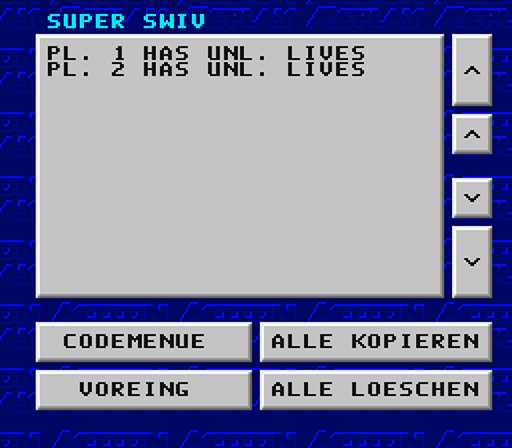 SUPER SWIV
PL. 1 HAS UNL. LIVES
PL. 2 HAS UNL. LIVES
CODEMENUE
ALLE KOPIEREN
VOREING
ALLE LOESCHEN